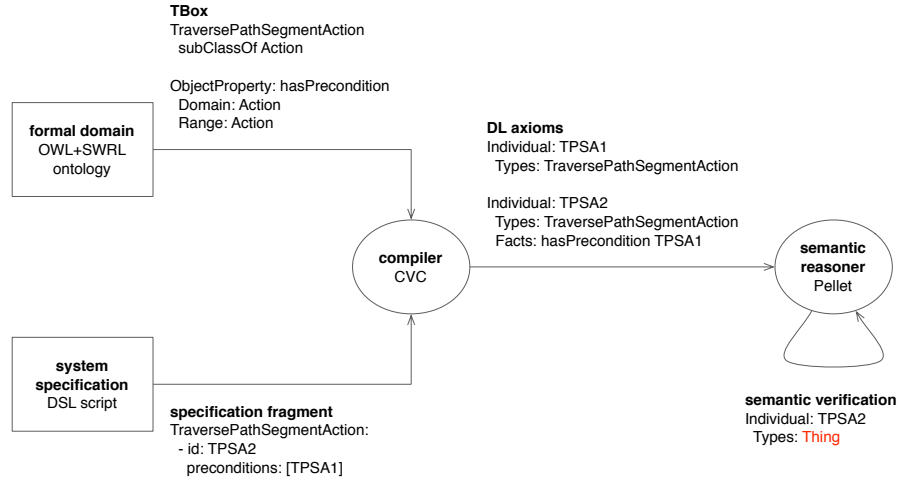 TBox
TraversePathSegmentAction
subClassOf Action
ObjectProperty: hasPrecondition
Domain: Action
Range: Action
formal domain
OWL+SWRL
ontology
DL axioms
Individual: TPSA1
Types: TraversePathSegmentAction
Individual: TPSA2
Types: TraversePathSegmentAction
Facts: hasPrecondition TPSA1
compiler
CVC
semantic
reasoner
Pellet
system
specification
DSL script
specification fragment
TraversePathSegmentAction:
- id: TPSA2
preconditions: [TPSA1]
semantic verification
Individual: TPSA2
Types: Thing